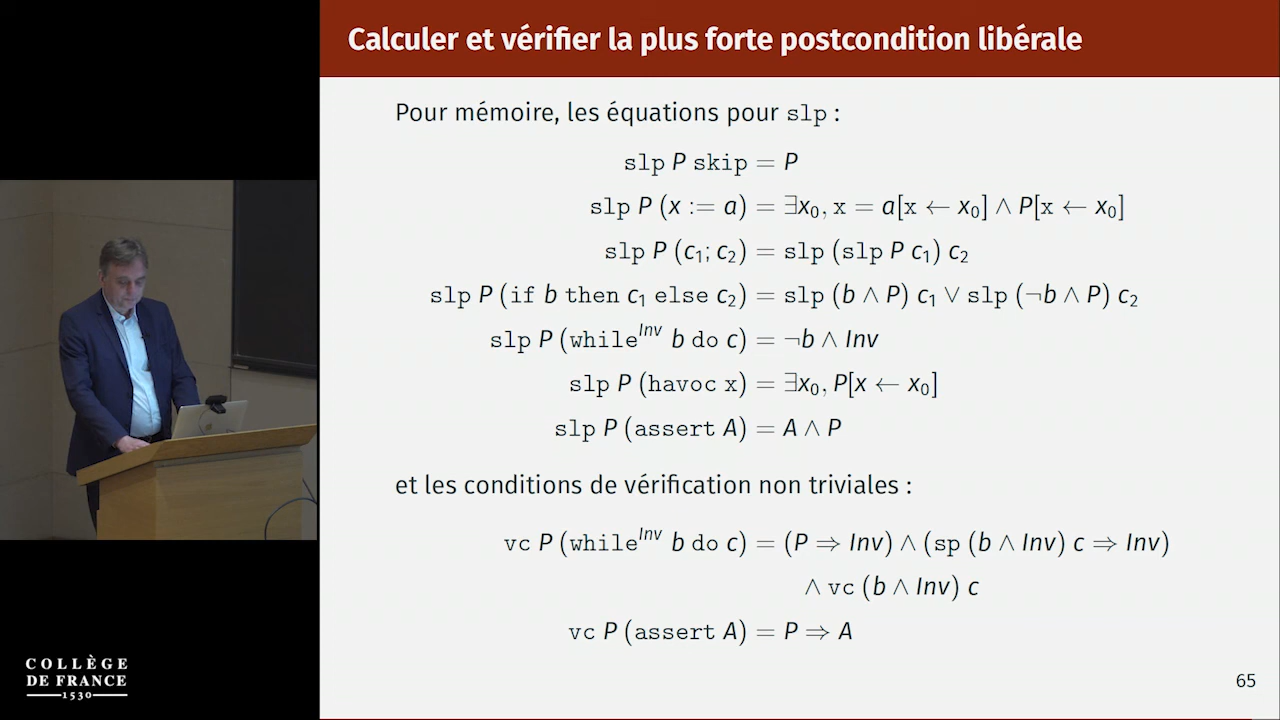 Calculer et vérifier la plus forte postcondition libérale
Pour mémoire, les équations pour slp :
slp P skip = P
slp P (x := a) = ∃x₀, x = a[x ← x₀] ∧ P[x ← x₀]
slp P (c₁; c₂) = slp (slp P c₁) c₂
slp P (if b then c₁ else c₂) = slp (b ∧ P) c₁ ∨ slp (¬b ∧ P) c₂
slp P (while^Inv b do c) = ¬b ∧ Inv
slp P (havoc x) = ∃x₀, P[x ← x₀]
slp P (assert A) = A ∧ P
et les conditions de vérification non triviales :
vc P (while^Inv b do c) = (P ⇒ Inv) ∧ (sp (b ∧ Inv) c ⇒ Inv)
∧ vc (b ∧ Inv) c
vc P (assert A) = P ⇒ A
COLLÈGE
DE FRANCE
1530
65